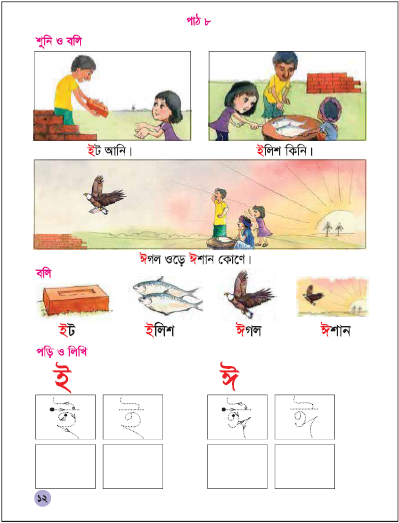 পাঠ ৮
শুনি ও বলি
ইট আনি। ইলিশ কিনি।
ঈগল ওড়ে ঈশান কোণে।
বলি
ইট ইলিশ ঈগল ঈশান
পড়ি ও লিখি
ই ঈ
ই ই ঈ ঈ
১২